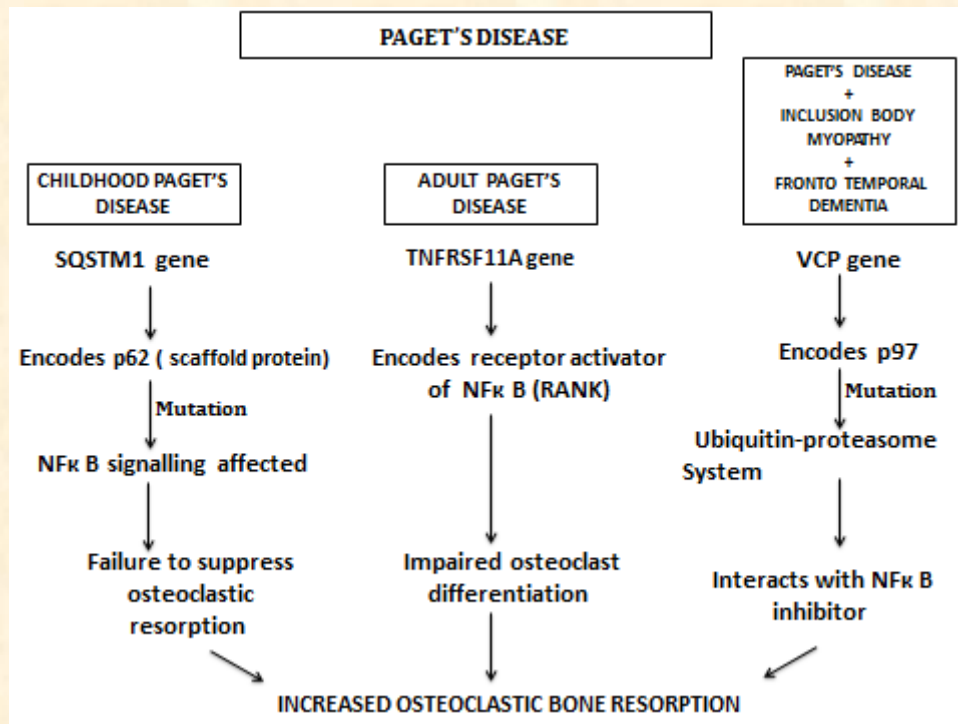 PAGET'S DISEASE
CHILDHOOD PAGET'S
DISEASE
SQSTM1 gene
Encodes p62 ( scaffold protein)
Mutation
NFκ B signalling affected
Failure to suppress
osteoclastic
resorption
ADULT PAGET'S
DISEASE
TNFRSF11A gene
Encodes receptor activator
of NFκ B (RANK)
Impaired osteoclast
differentiation
PAGET'S DISEASE
+
INCLUSION BODY
MYOPATHY
+
FRONTO TEMPORAL
DEMENTIA
VCP gene
Encodes p97
Mutation
Ubiquitin-proteasome
System
Interacts with NFκ B
inhibitor
INCREASED OSTEOCLASTIC BONE RESORPTION